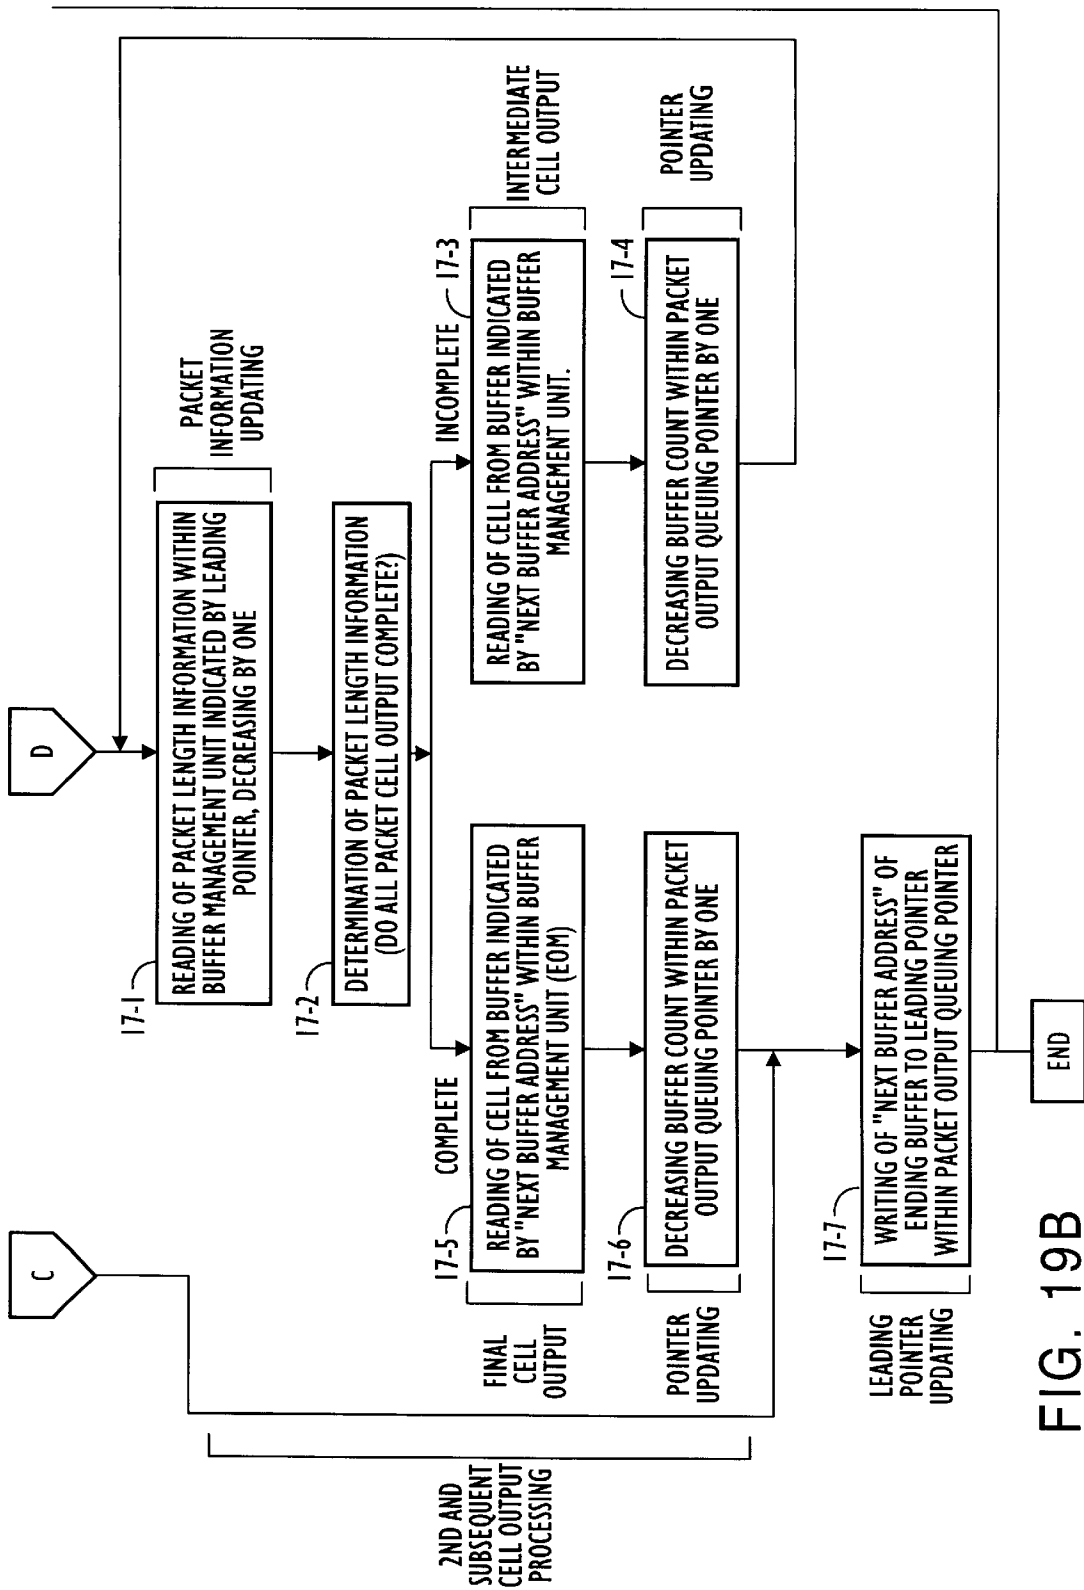 C
D
17-1
READING OF PACKET LENGTH INFORMATION WITHIN
BUFFER MANAGEMENT UNIT INDICATED BY LEADING
POINTER, DECREASING BY ONE
PACKET
INFORMATION
UPDATING
17-2
DETERMINATION OF PACKET LENGTH INFORMATION
(DO ALL PACKET CELL OUTPUT COMPLETE?)
COMPLETE
INCOMPLETE
2ND AND
SUBSEQUENT
CELL OUTPUT
PROCESSING
FINAL
CELL
OUTPUT
17-5
READING OF CELL FROM BUFFER INDICATED
BY "NEXT BUFFER ADDRESS" WITHIN BUFFER
MANAGEMENT UNIT (EOM)
17-3
READING OF CELL FROM BUFFER INDICATED
BY "NEXT BUFFER ADDRESS" WITHIN BUFFER
MANAGEMENT UNIT.
INTERMEDIATE
CELL OUTPUT
POINTER
UPDATING
17-6
DECREASING BUFFER COUNT WITHIN PACKET
OUTPUT QUEUING POINTER BY ONE
17-4
DECREASING BUFFER COUNT WITHIN PACKET
OUTPUT QUEUING POINTER BY ONE
POINTER
UPDATING
LEADING
POINTER
UPDATING
17-7
WRITING OF "NEXT BUFFER ADDRESS" OF
ENDING BUFFER TO LEADING POINTER
WITHIN PACKET OUTPUT QUEUING POINTER
END
FIG. 19B